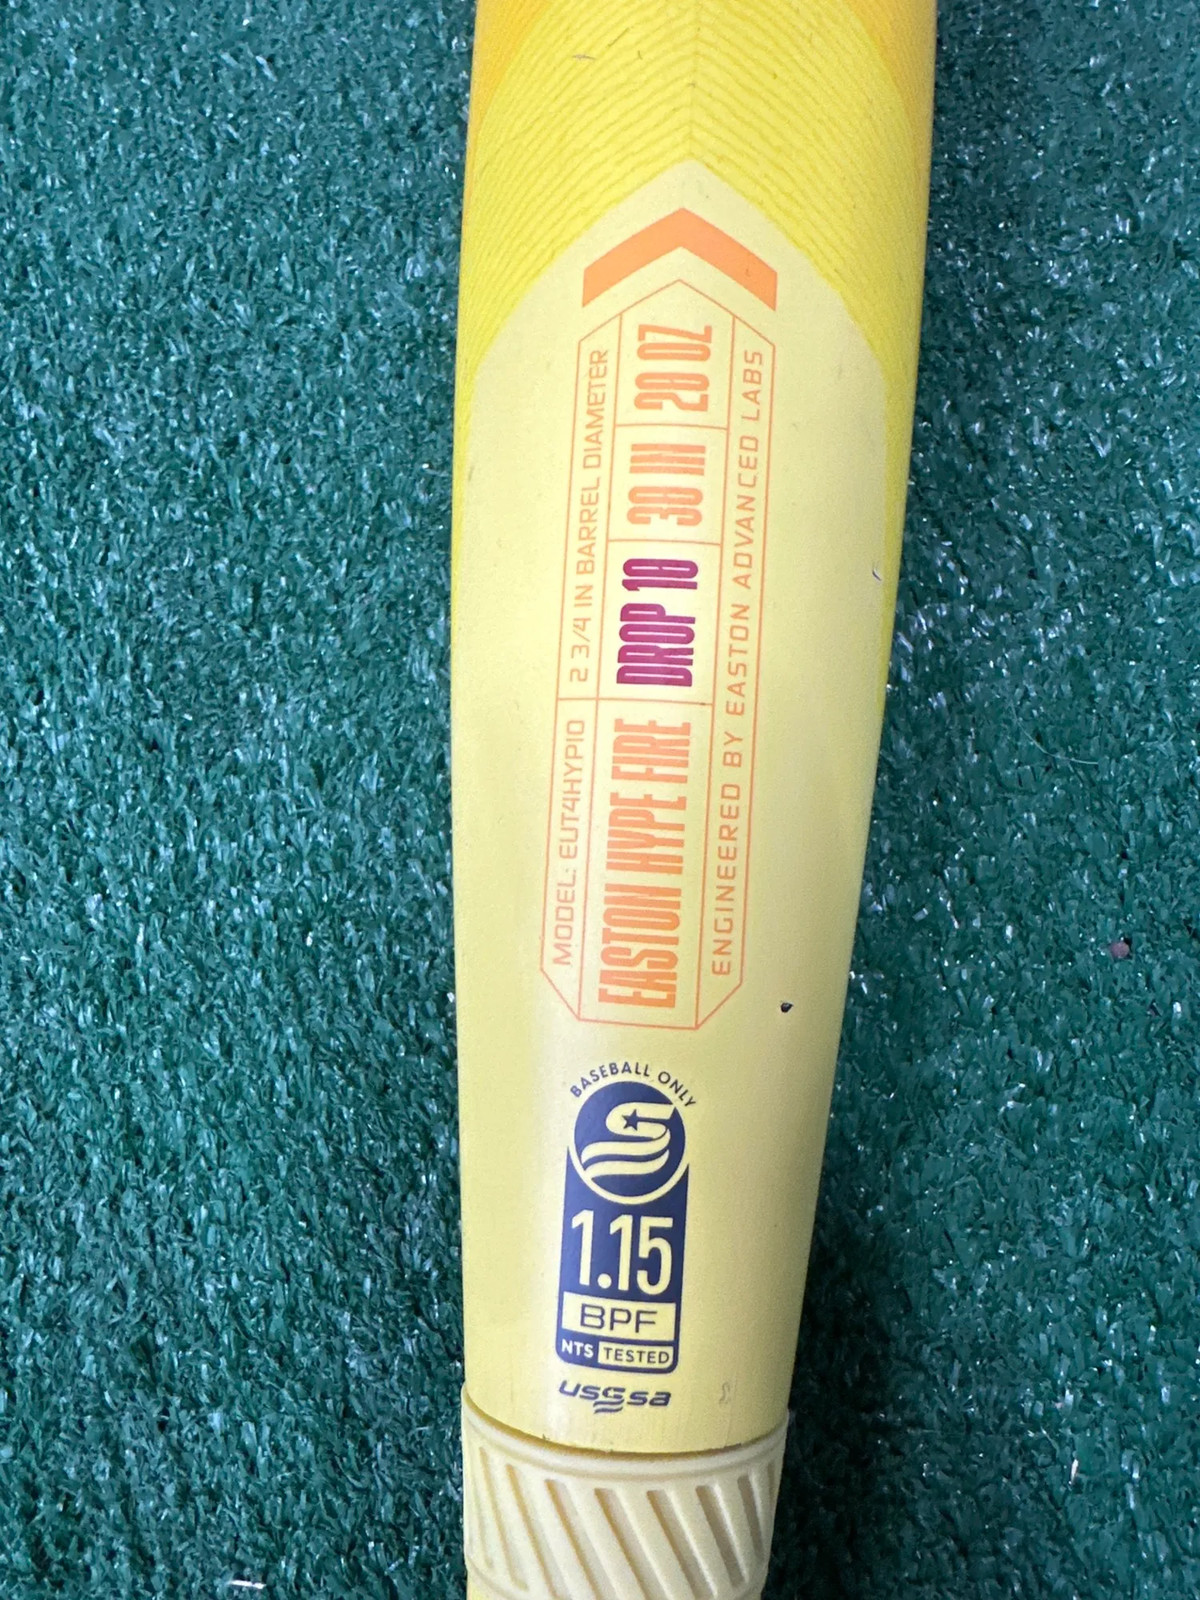 MODEL: EUT4HYP10 2 3/4 IN BARREL DIAMETER
EASTON HYPE FIRE DROP 10 30 IN 20 OZ
ENGINEERED BY EASTON ADVANCED LABS
BASEBALL ONLY
1.15
BPF
NTS TESTED
usssa